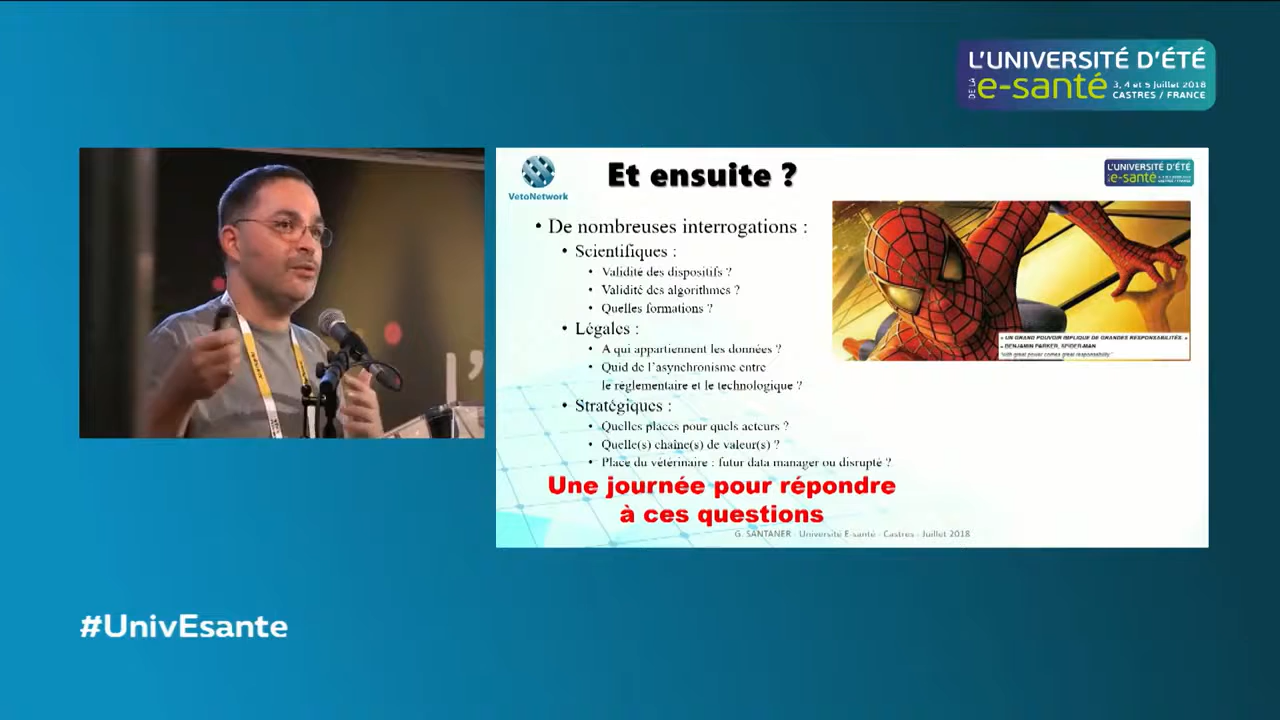 L'UNIVERSITÉ D'ÉTÉ
DE LA e-santé 3, 4 et 5 Juillet 2018
CASTRES / FRANCE
VetoNetwork
Et ensuite ?
L'UNIVERSITÉ D'ÉTÉ
e-santé
• De nombreuses interrogations :
• Scientifiques :
• Validité des dispositifs ?
• Validité des algorithmes ?
• Quelles formations ?
• Légales :
• A qui appartiennent les données ?
• Quid de l'asynchronisme entre
le réglementaire et le technologique ?
• Stratégiques :
• Quelles places pour quels acteurs ?
• Quelle(s) chaîne(s) de valeur(s) ?
• Place du vétérinaire : futur data manager ou disrupté ?
« UN GRAND POUVOIR IMPLIQUE DE GRANDES RESPONSABILITÉS. »
- BENJAMIN PARKER, SPIDER-MAN
"with great power comes great responsibility."
Une journée pour répondre
à ces questions
G. SANTANER - Université E-santé - Castres - Juillet 2018
#UnivEsante